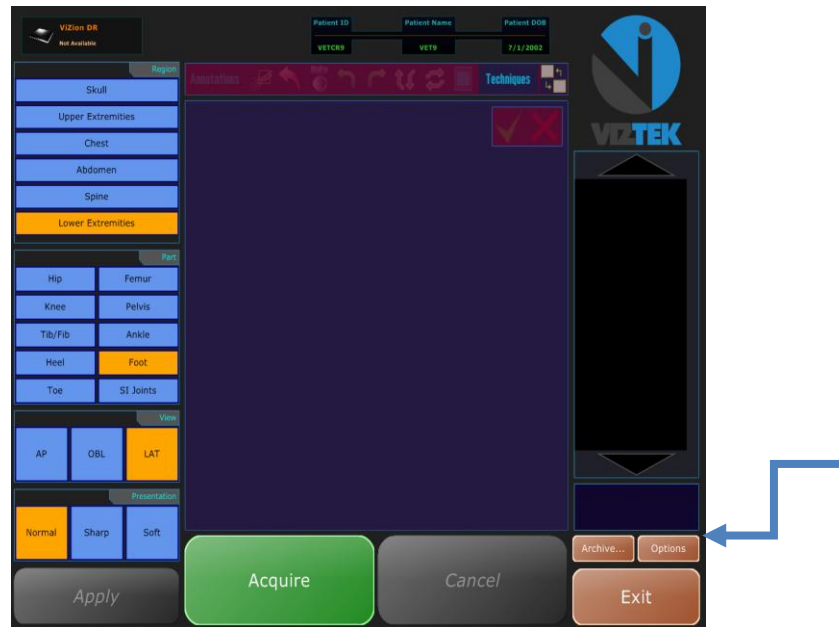 ViZion DR
Not Available
Patient ID
Patient Name
Patient DOB
VETCR9
VET9
7/1/2002
Region
Skull
Upper Extremities
Chest
Abdomen
Spine
Lower Extremities
Annotations
Techniques
VIZTEK
Part
Hip
Femur
Knee
Pelvis
Tib/Fib
Ankle
Heel
Foot
Toe
SI Joints
View
AP
OBL
LAT
Presentation
Normal
Sharp
Soft
Archive...
Options
Apply
Acquire
Cancel
Exit